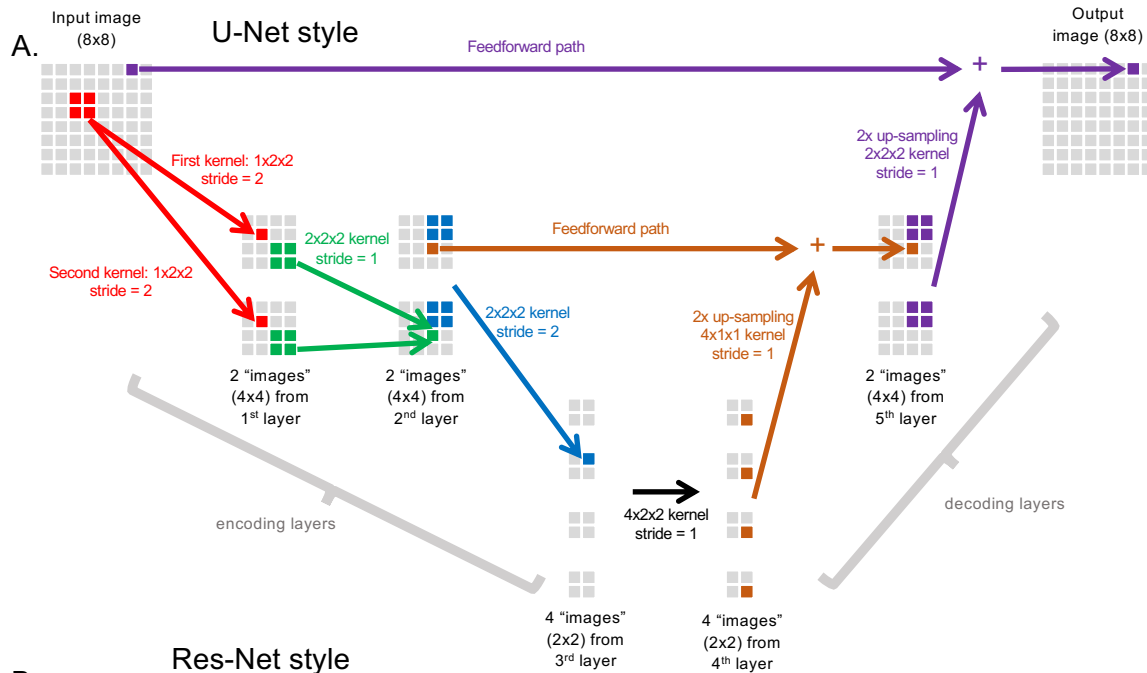 Input image
(8x8)
A.
U-Net style
Output
image (8x8)
Feedforward path
+
First kernel: 1x2x2
stride = 2
2x up-sampling
2x2x2 kernel
stride = 1
Second kernel: 1x2x2
stride = 2
2x2x2 kernel
stride = 1
Feedforward path
+
2x2x2 kernel
stride = 2
2x up-sampling
4x1x1 kernel
stride = 1
2 “images”
(4x4) from
1st layer
2 “images”
(4x4) from
2nd layer
2 “images”
(4x4) from
5th layer
encoding layers
4x2x2 kernel
stride = 1
decoding layers
4 “images”
(2x2) from
3rd layer
4 “images”
(2x2) from
4th layer
Res-Net style